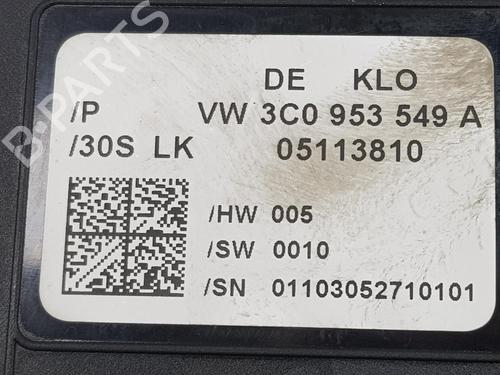 DE KLO
/P VW 3C0 953 549 A
/30S LK 05113810
/HW 005
/SW 0010
/SN 01103052710101
B-PARTS